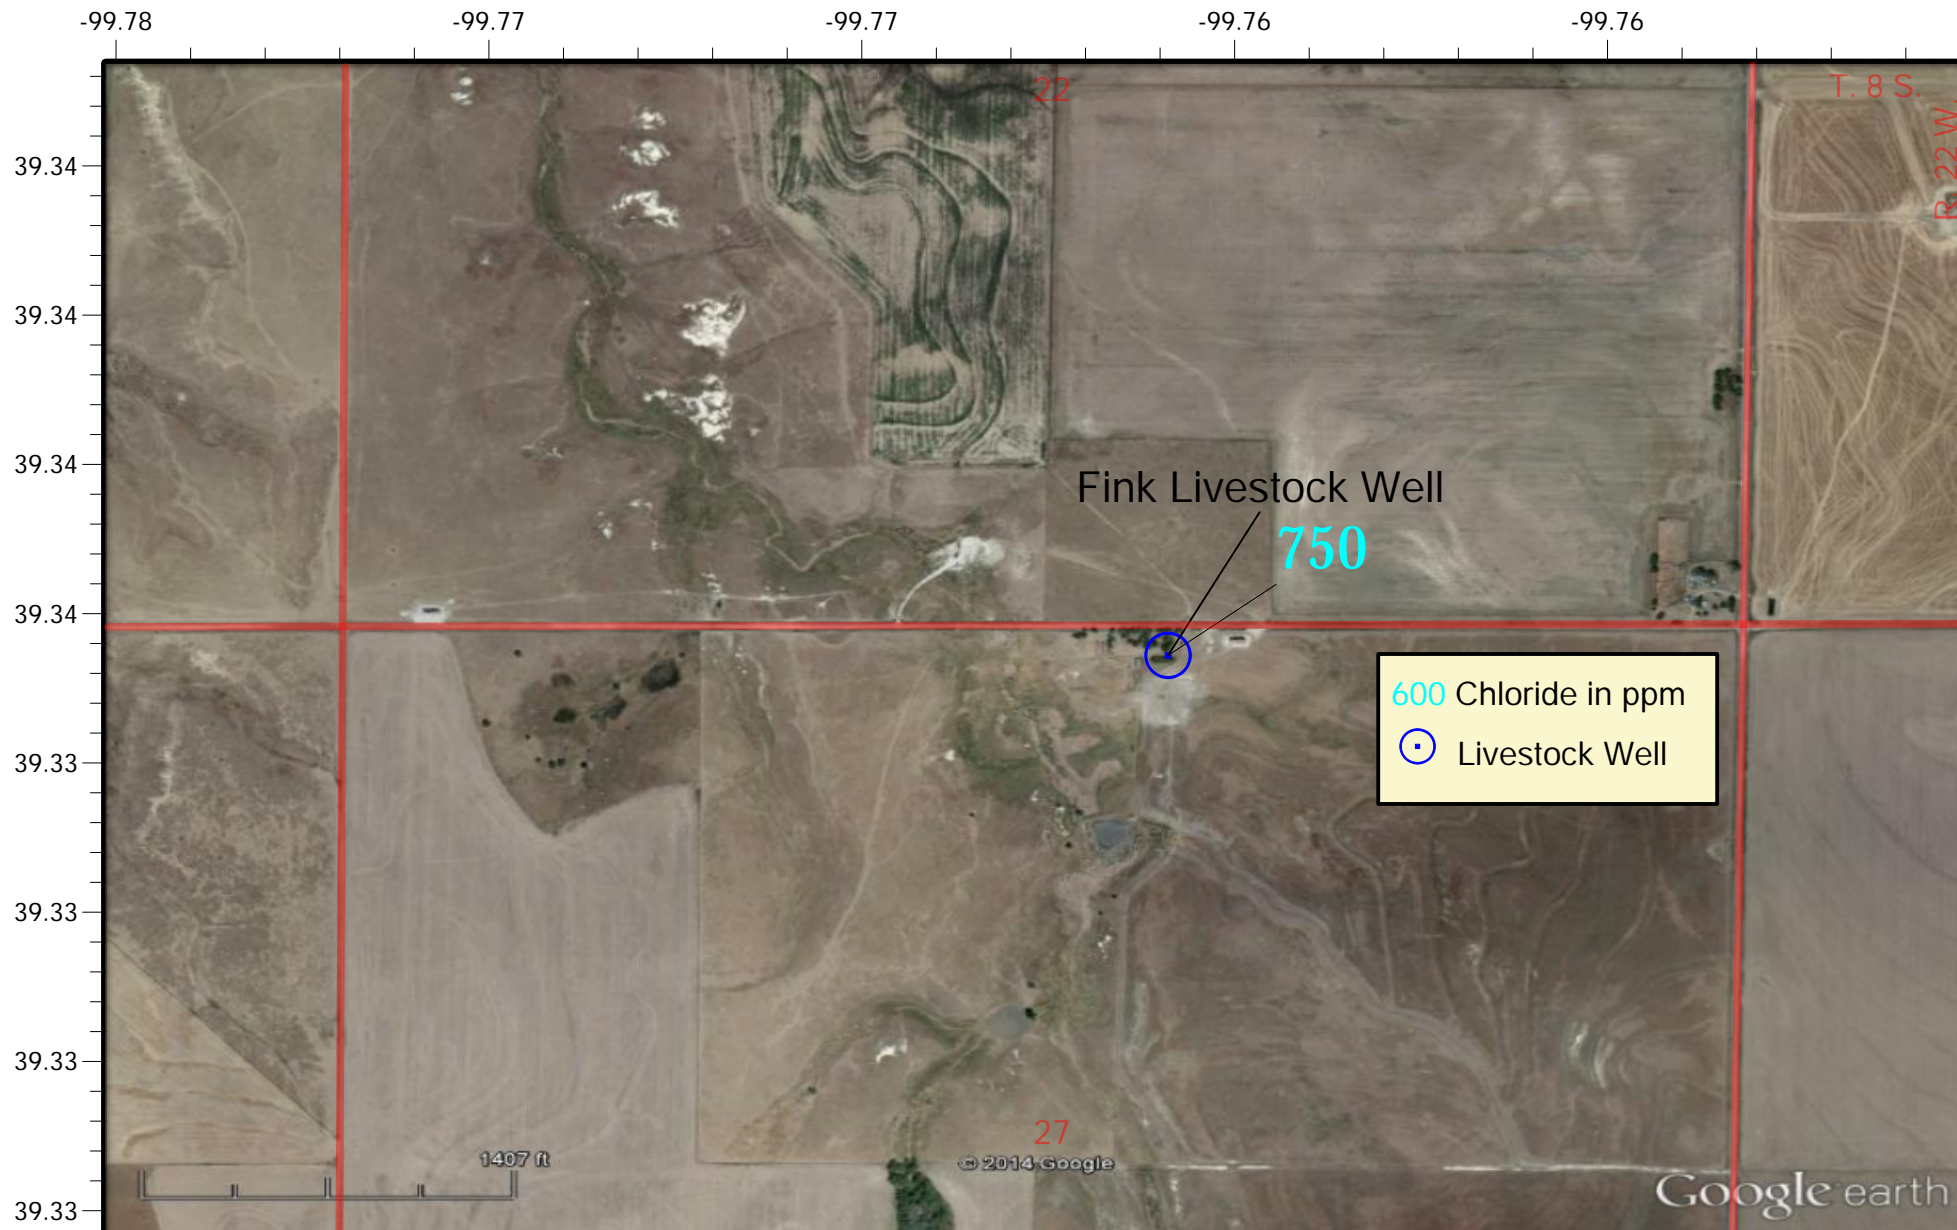 -99.78 -99.77 -99.77 -99.76 -99.76
22
T. 8 S.
R. 22 W.
39.34
39.34
39.34
Fink Livestock Well
750
39.34
600 Chloride in ppm
Livestock Well
39.33
39.33
39.33
27
1407 ft
© 2014 Google
Google earth
39.33